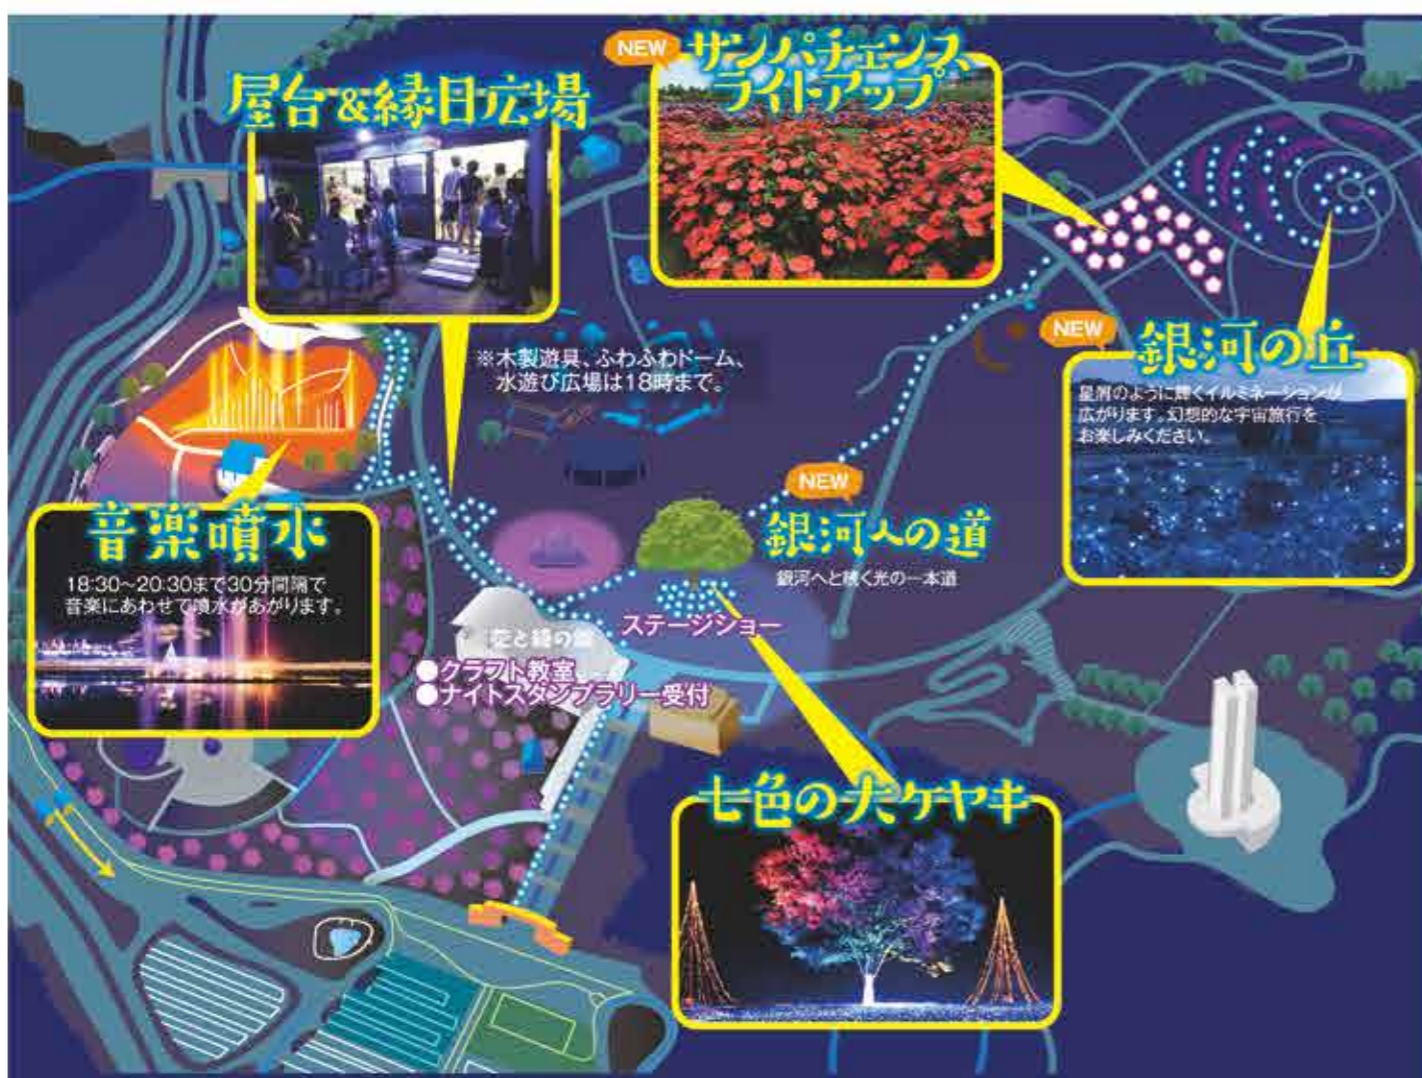 屋台&縁日広場
NEW
サンパチェンス
ライトアップ
※木製遊具、ふわふわドーム、
水遊び広場は18時まで。
NEW
銀河の丘
星屑のように輝くイルミネーションが
広がります。幻想的な宇宙旅行を
お楽しみください。
音楽噴水
18:30~20:30まで30分間隔で
音楽にあわせて噴水があがります。
NEW
銀河への道
銀河へと続く光の一本道
ステージショー
花と緑の館
●クラフト教室
●ナイトスタンプラリー受付
七色の大ケヤキ